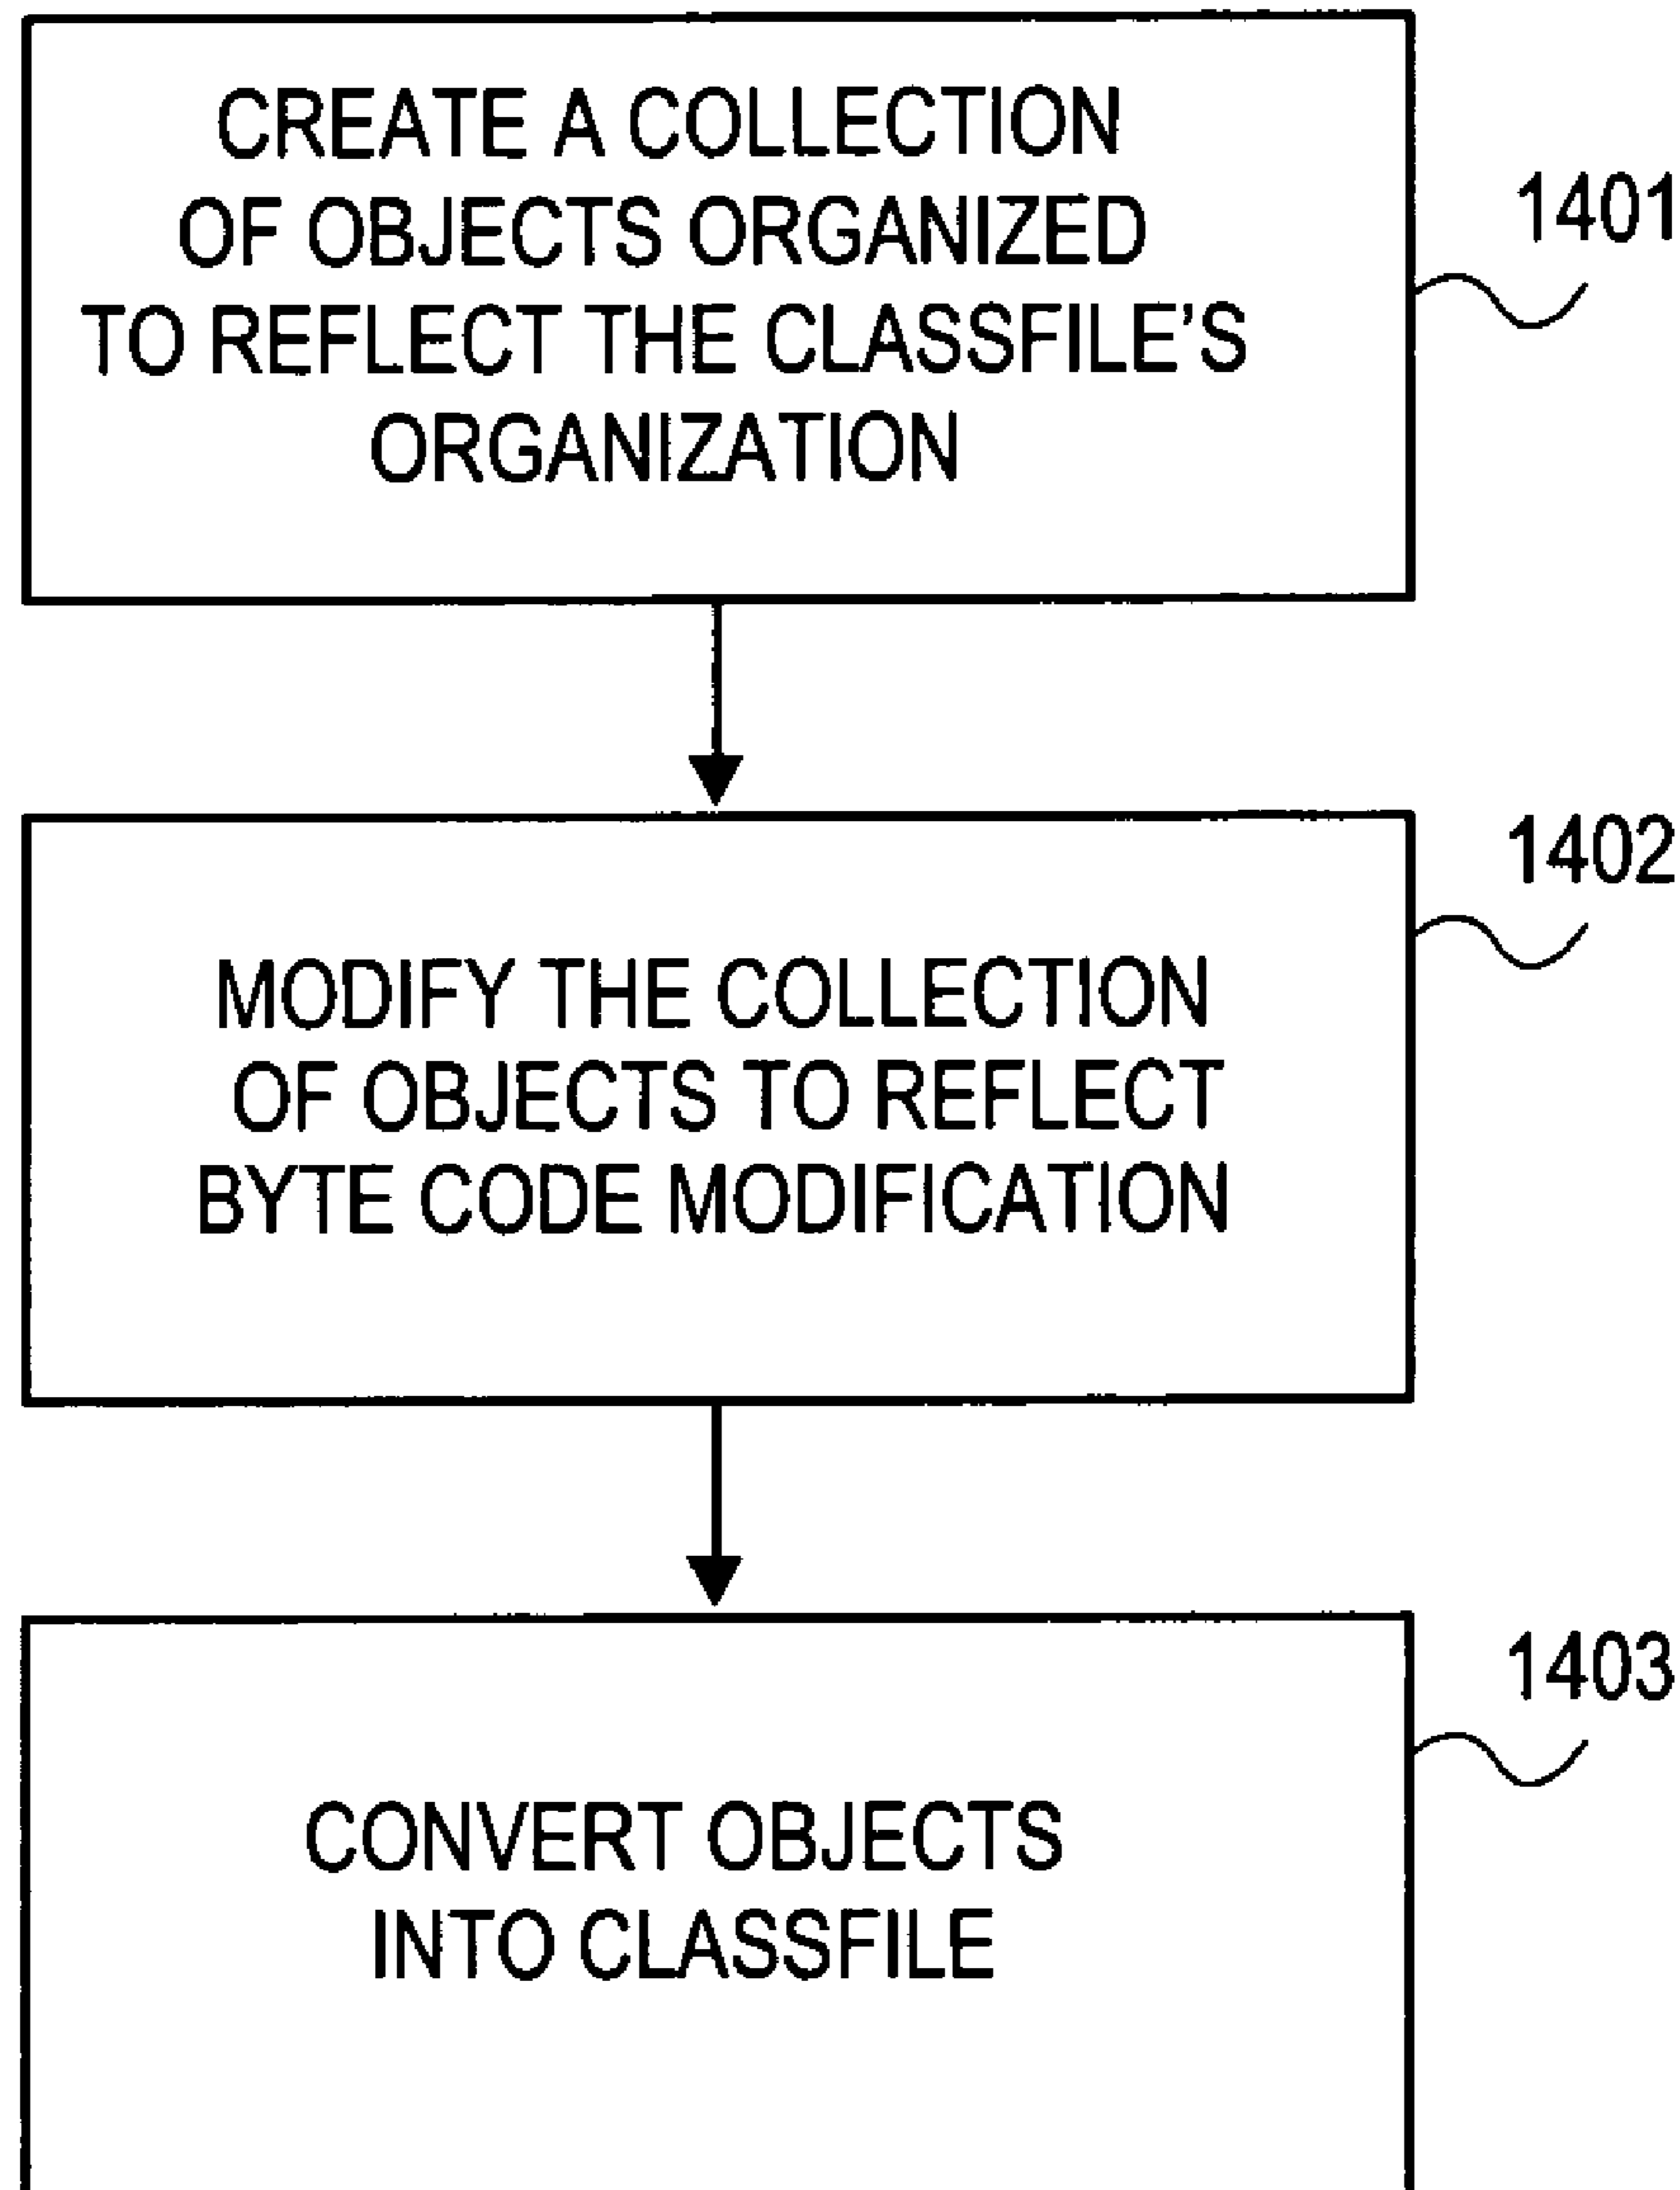 CREATE A COLLECTION
OF OBJECTS ORGANIZED
TO REFLECT THE CLASSFILE'S
ORGANIZATION
1401
1402
MODIFY THE COLLECTION
OF OBJECTS TO REFLECT
BYTE CODE MODIFICATION
1403
CONVERT OBJECTS
INTO CLASSFILE